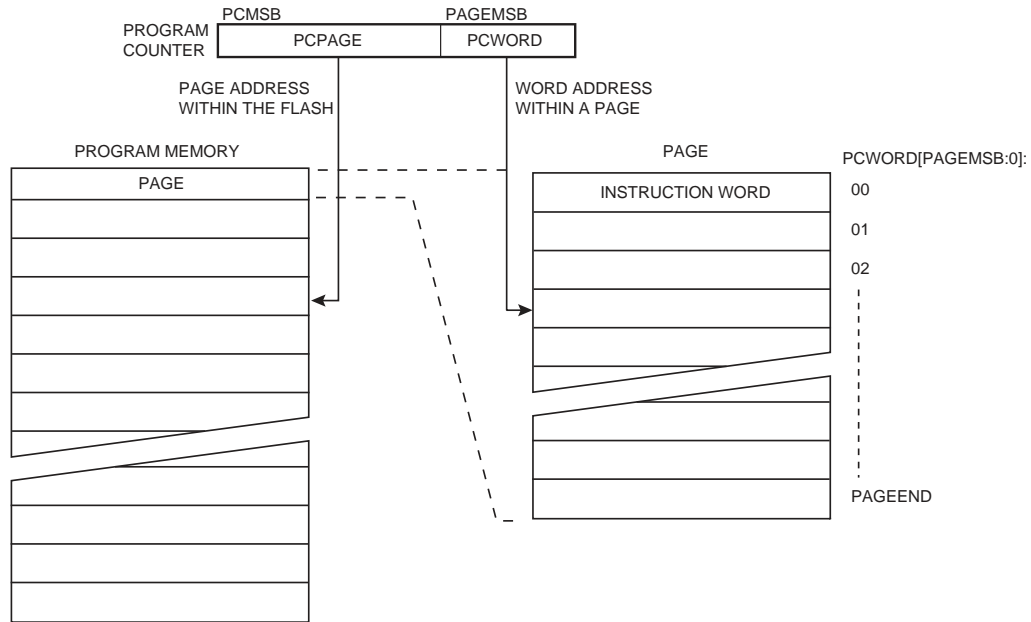 PCMSB PAGEMSB
PROGRAM
COUNTER
PCPAGE PCWORD
PAGE ADDRESS
WITHIN THE FLASH
WORD ADDRESS
WITHIN A PAGE
PROGRAM MEMORY
PAGE
PAGE
INSTRUCTION WORD
PCWORD[PAGEMSB:0]:
00
01
02
PAGEEND